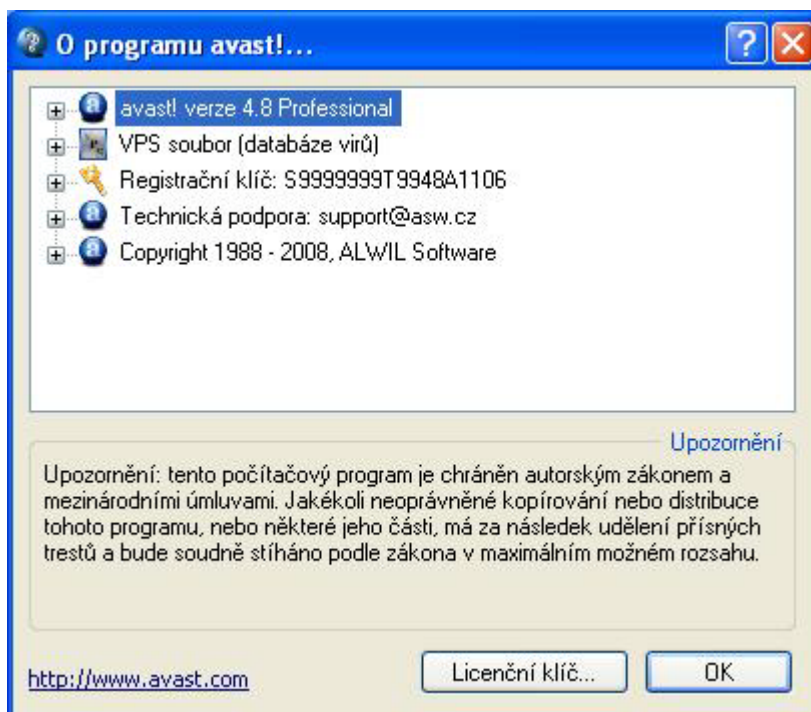 O programu avast!...
avast! verze 4.8 Professional
VPS soubor (databáze virů)
Registrační klíč: S9999999T9948A1106
Technická podpora: support@asw.cz
Copyright 1988 - 2008, ALWIL Software
Upozornění
Upozornění: tento počítačový program je chráněn autorským zákonem a
mezinárodními úmluvami. Jakékoli neoprávněné kopírování nebo distribuce
tohoto programu, nebo některé jeho části, má za následek udělení přísných
trestů a bude soudně stíháno podle zákona v maximálním možném rozsahu.
http://www.avast.com
Licenční klíč...
OK